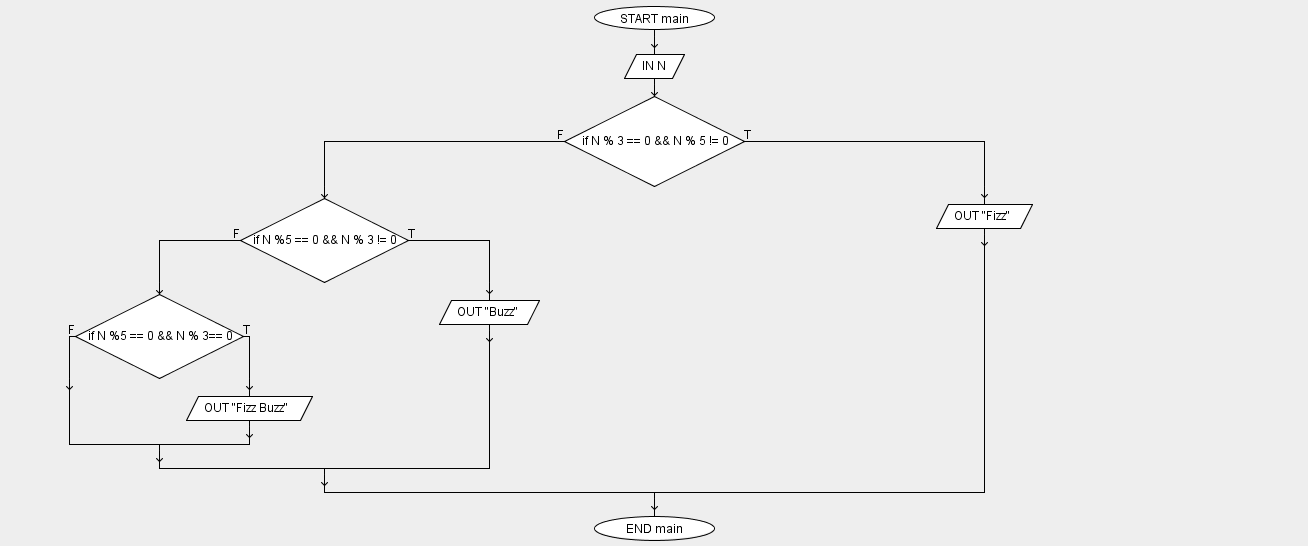 START main
IN N
F
if N % 3 == 0 && N % 5 != 0
T
OUT "Fizz"
F
if N %5 == 0 && N % 3 != 0
T
OUT "Buzz"
F
if N %5 == 0 && N % 3== 0
T
OUT "Fizz Buzz"
END main